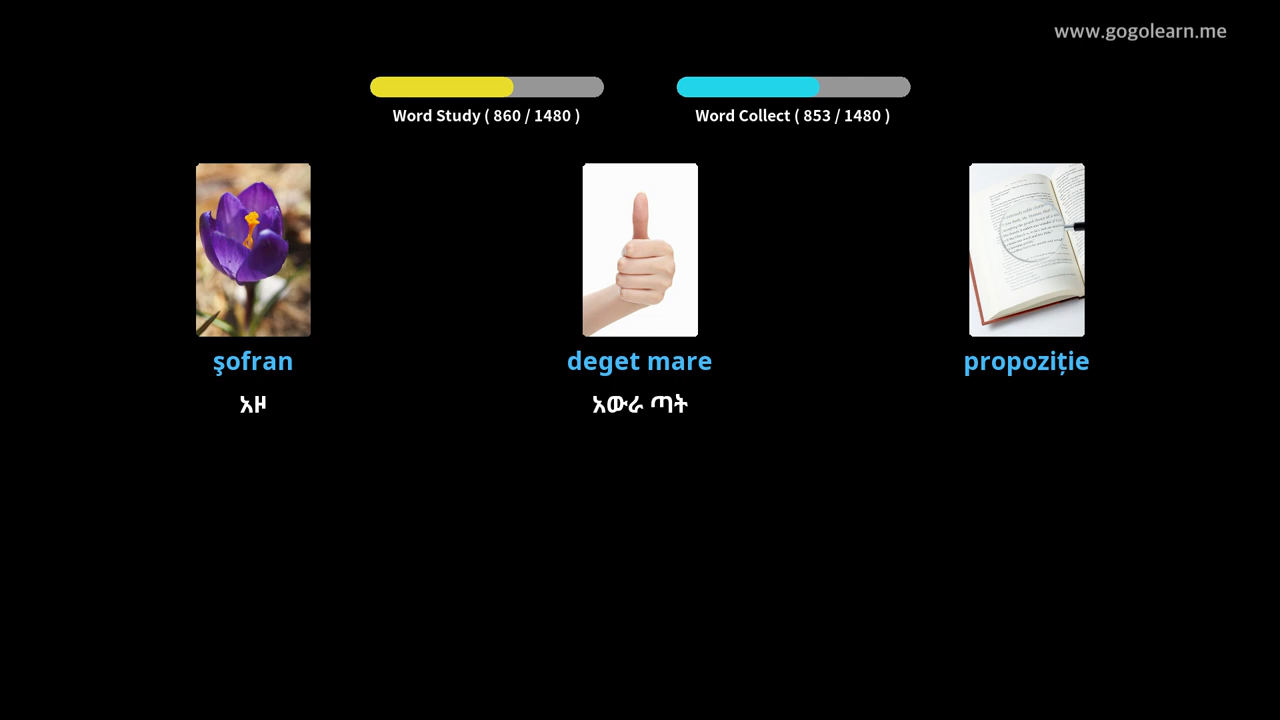 www.gogolearn.me
Word Study ( 860 / 1480 )
Word Collect ( 853 / 1480 )
şofran
deget mare
propoziție
አዞ
አውራ ጣት